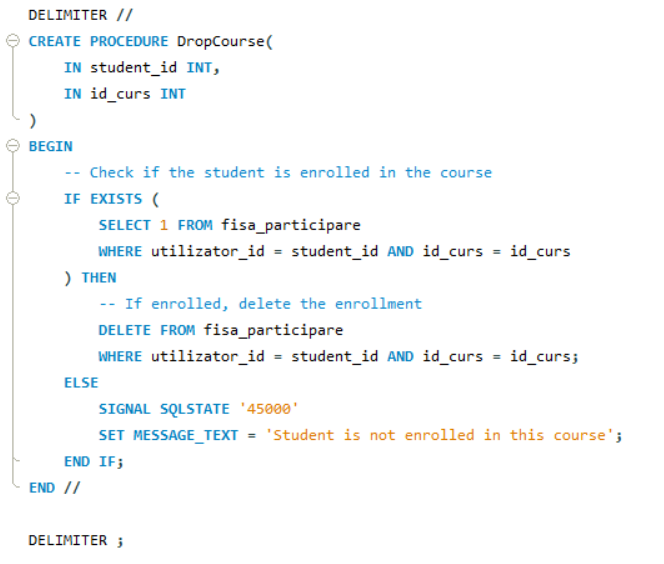 DELIMITER //
CREATE PROCEDURE DropCourse(
    IN student_id INT,
    IN id_curs INT
)
BEGIN
    -- Check if the student is enrolled in the course
    IF EXISTS (
        SELECT 1 FROM fisa_participare
        WHERE utilizator_id = student_id AND id_curs = id_curs
    ) THEN
        -- If enrolled, delete the enrollment
        DELETE FROM fisa_participare
        WHERE utilizator_id = student_id AND id_curs = id_curs;
    ELSE
        SIGNAL SQLSTATE '45000'
        SET MESSAGE_TEXT = 'Student is not enrolled in this course';
    END IF;
END //
DELIMITER ;